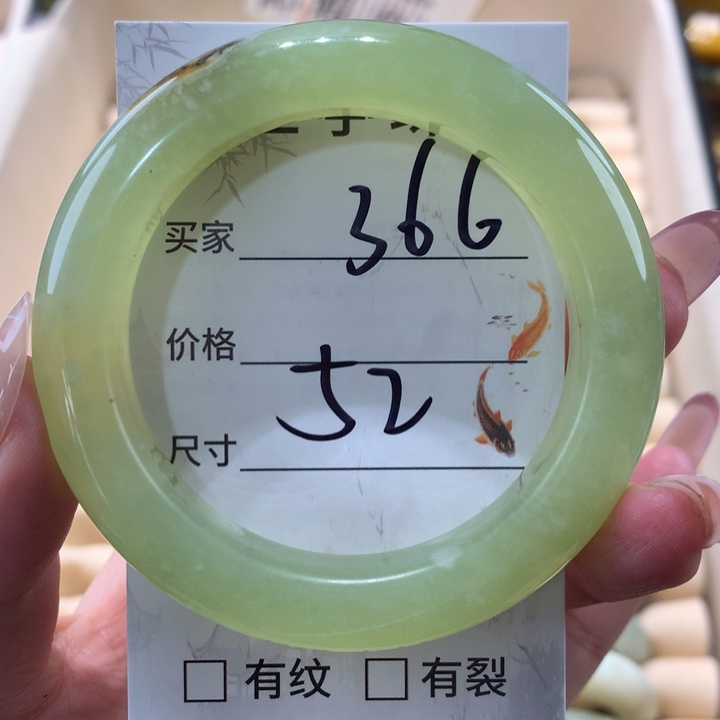 买家 366
价格
尺寸 52
有纹 有裂